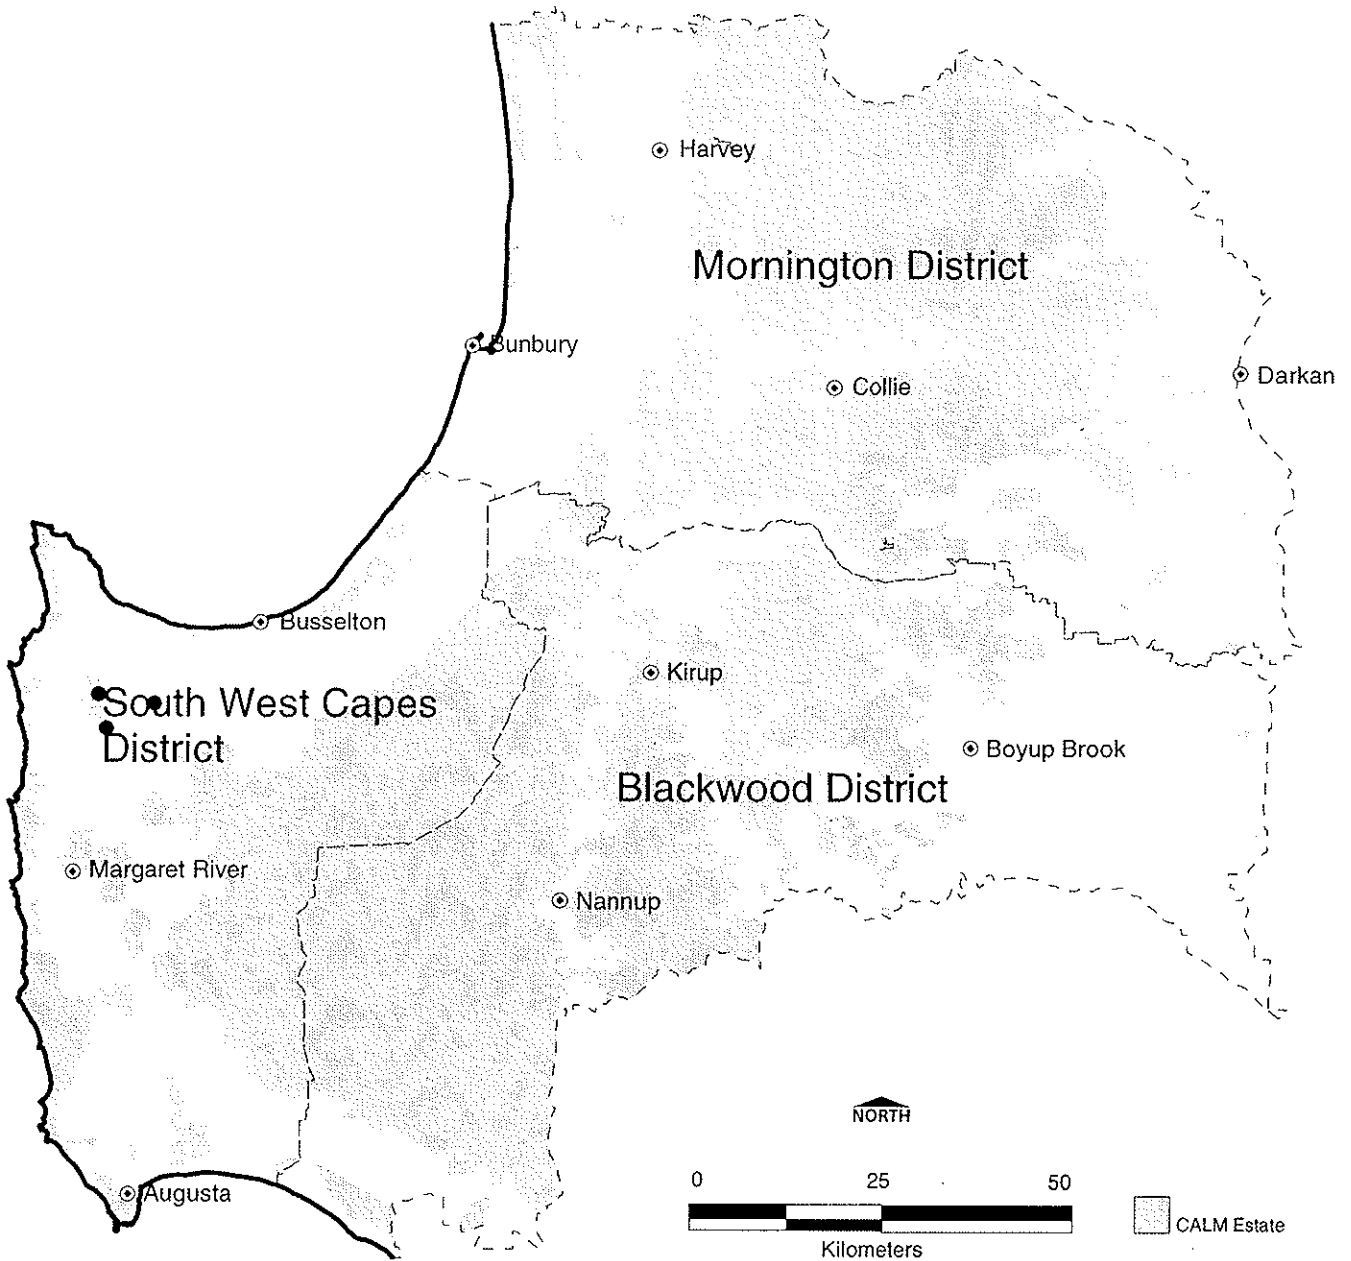 Harvey
Mornington District
Bunbury
Darkan
Collie
Busselton
Kirup
South West Capes
District
Boyup Brook
Blackwood District
Margaret River
Nannup
NORTH
0 25 50
Kilometers
CALM Estate
Augusta